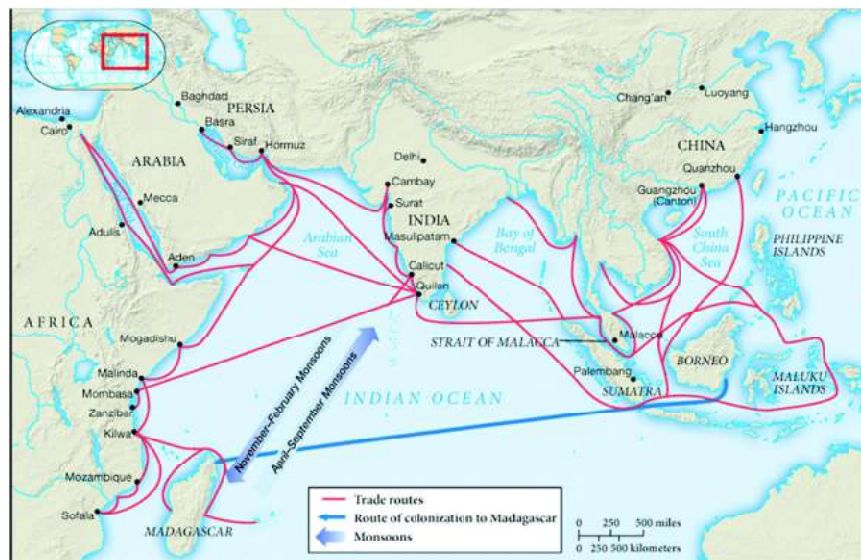 Baghdad
PERSIA
Alexandria
Cairo
Basra
Siraf
Hormuz
Chang'an
Luoyang
Hangzhou
CHINA
Delhi
ARABIA
Quanzhou
Cambay
Guangzhou
(Canton)
Mecca
Surat
INDIA
PACIFIC
OCEAN
Adulis
Masulipatam
Arabian
Sea
Bay of
Bengal
South
China
Sea
PHILIPPINE
ISLANDS
Aden
Calicut
Quilon
CEYLON
AFRICA
Mogadishu
STRAIT OF MALACCA
Malacca
BORNEO
Malinda
Palembang
MALUKU
ISLANDS
Mombasa
SUMATRA
Zanzibar
INDIAN OCEAN
November–February Monsoons
April–September Monsoons
Kilwa
Mozambique
Sofala
MADAGASCAR
Trade routes
Route of colonization to Madagascar
Monsoons
0 250 500 miles
0 250 500 kilometers